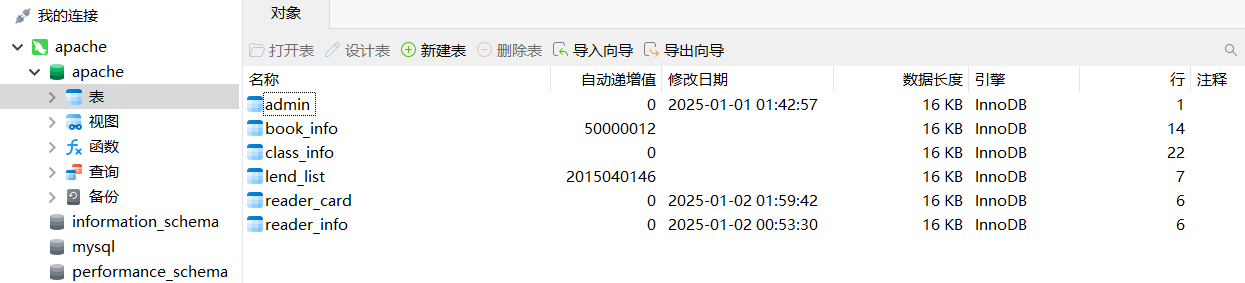 我的连接
对象
apache
apache
表
视图
函数
查询
备份
information_schema
mysql
performance_schema
打开表 设计表 新建表 删除表 导入向导 导出向导
名称 自动递增值 修改日期 数据长度 引擎 行 注释
admin 0 2025-01-01 01:42:57 16 KB InnoDB 1
book_info 50000012 16 KB InnoDB 14
class_info 0 16 KB InnoDB 22
lend_list 2015040146 16 KB InnoDB 7
reader_card 0 2025-01-02 01:59:42 16 KB InnoDB 6
reader_info 0 2025-01-02 00:53:30 16 KB InnoDB 6